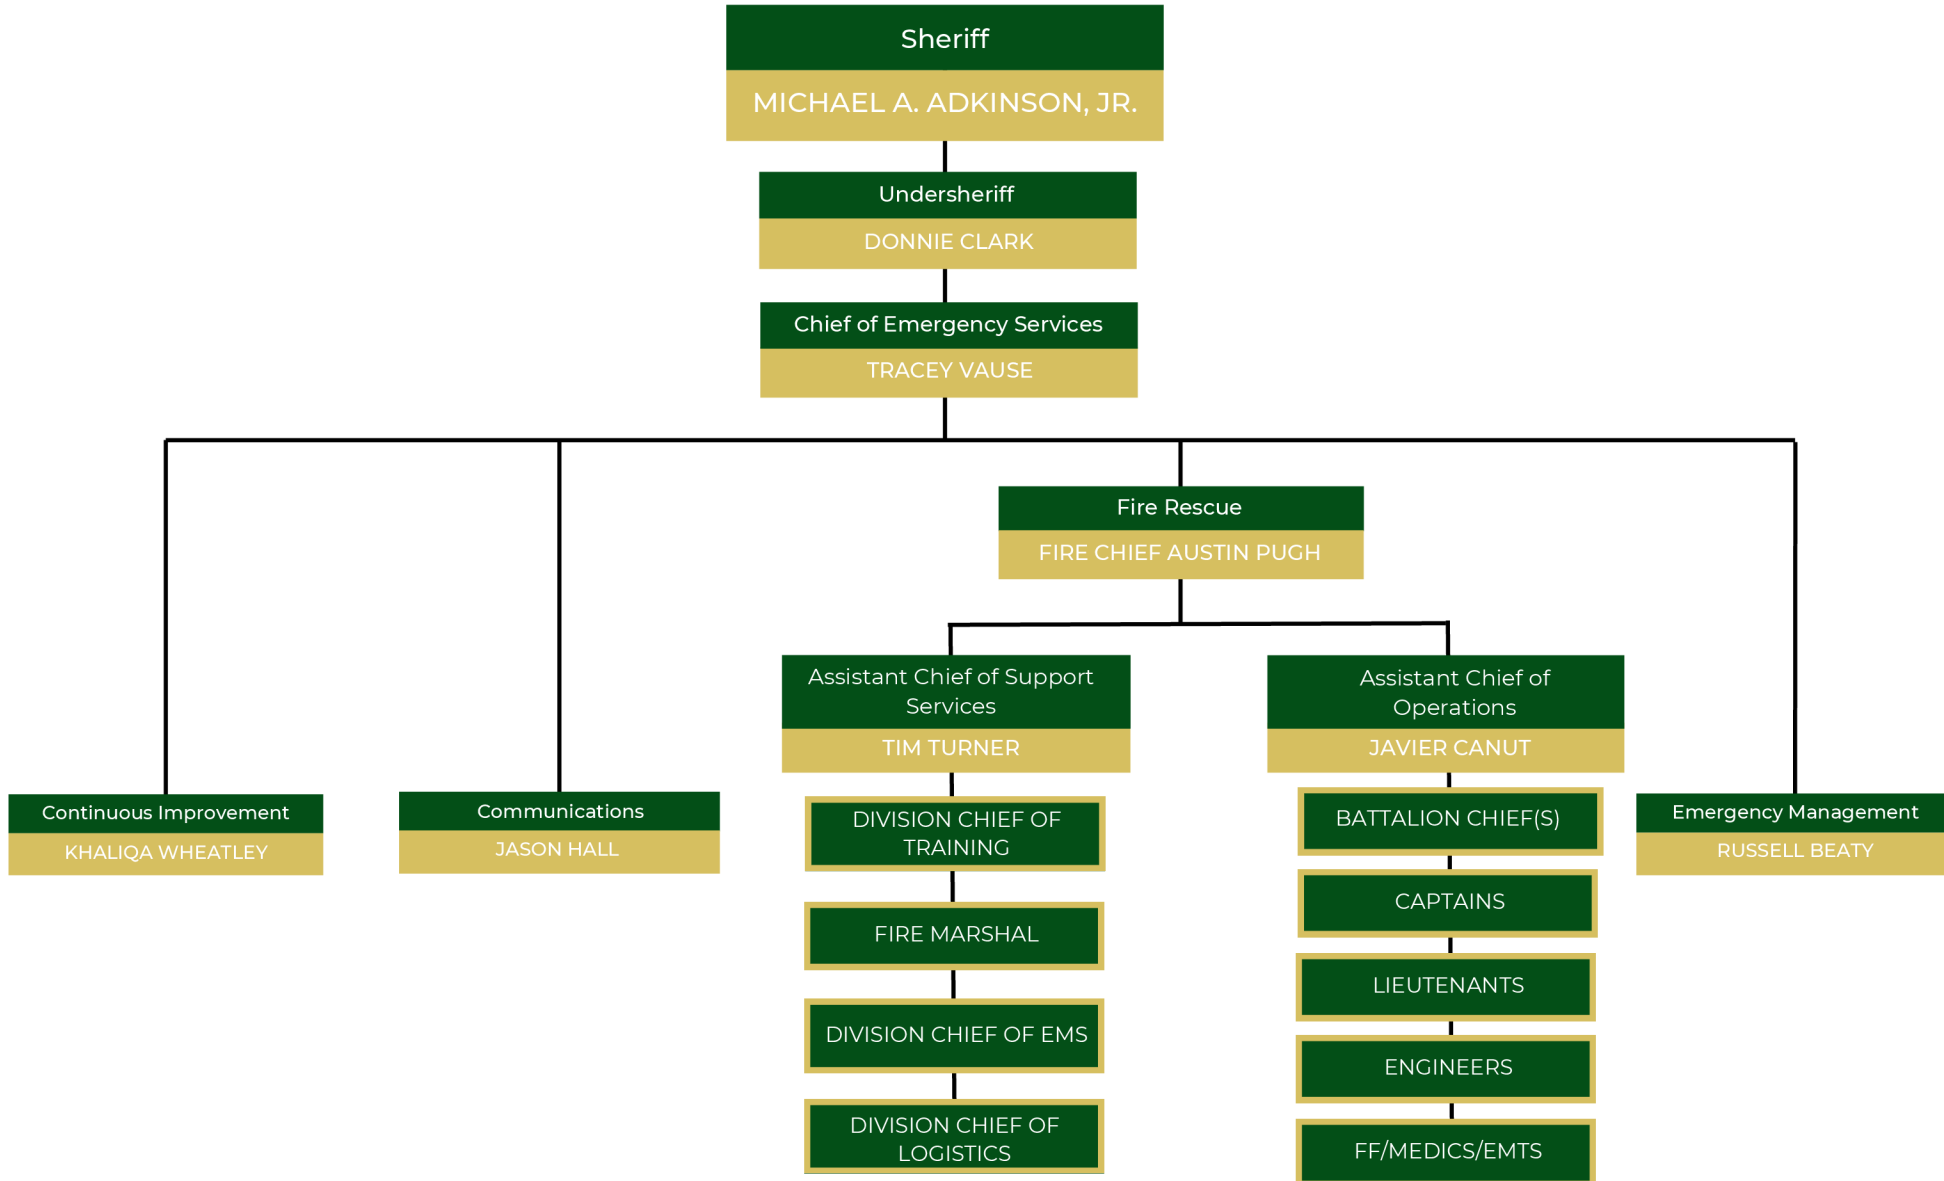 Sheriff
MICHAEL A. ADKINSON, JR.
Undersheriff
DONNIE CLARK
Chief of Emergency Services
TRACEY VAUSE
Fire Rescue
FIRE CHIEF AUSTIN PUGH
Assistant Chief of Support
Services
TIM TURNER
Assistant Chief of
Operations
JAVIER CANUT
Continuous Improvement
KHALIQA WHEATLEY
Communications
JASON HALL
DIVISION CHIEF OF
TRAINING
FIRE MARSHAL
DIVISION CHIEF OF EMS
DIVISION CHIEF OF
LOGISTICS
BATTALION CHIEF(S)
CAPTAINS
LIEUTENANTS
ENGINEERS
FF/MEDICS/EMTS
Emergency Management
RUSSELL BEATY